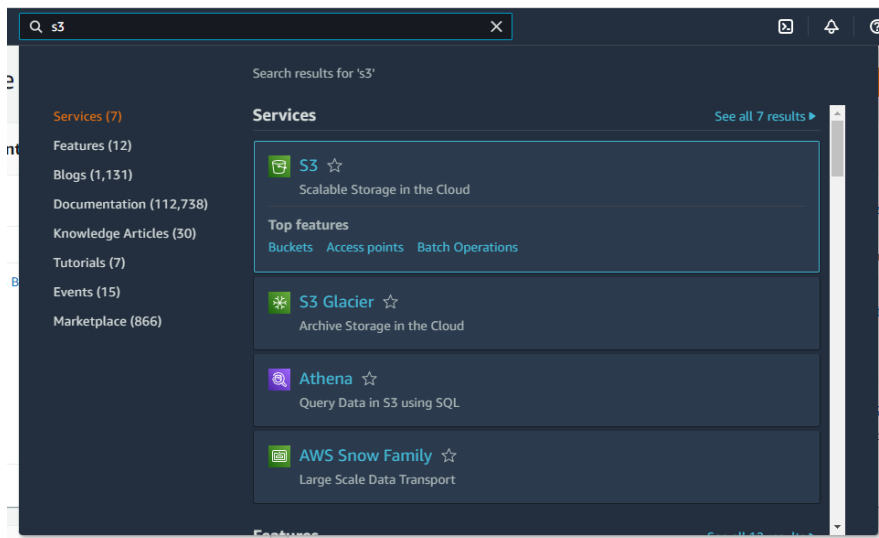 s3
Search results for 's3'
Services (7)
Features (12)
Blogs (1,131)
Documentation (112,738)
Knowledge Articles (30)
Tutorials (7)
Events (15)
Marketplace (866)
Services
See all 7 results ▶
S3
Scalable Storage in the Cloud
Top features
Buckets Access points Batch Operations
S3 Glacier
Archive Storage in the Cloud
Athena
Query Data in S3 using SQL
AWS Snow Family
Large Scale Data Transport
Features